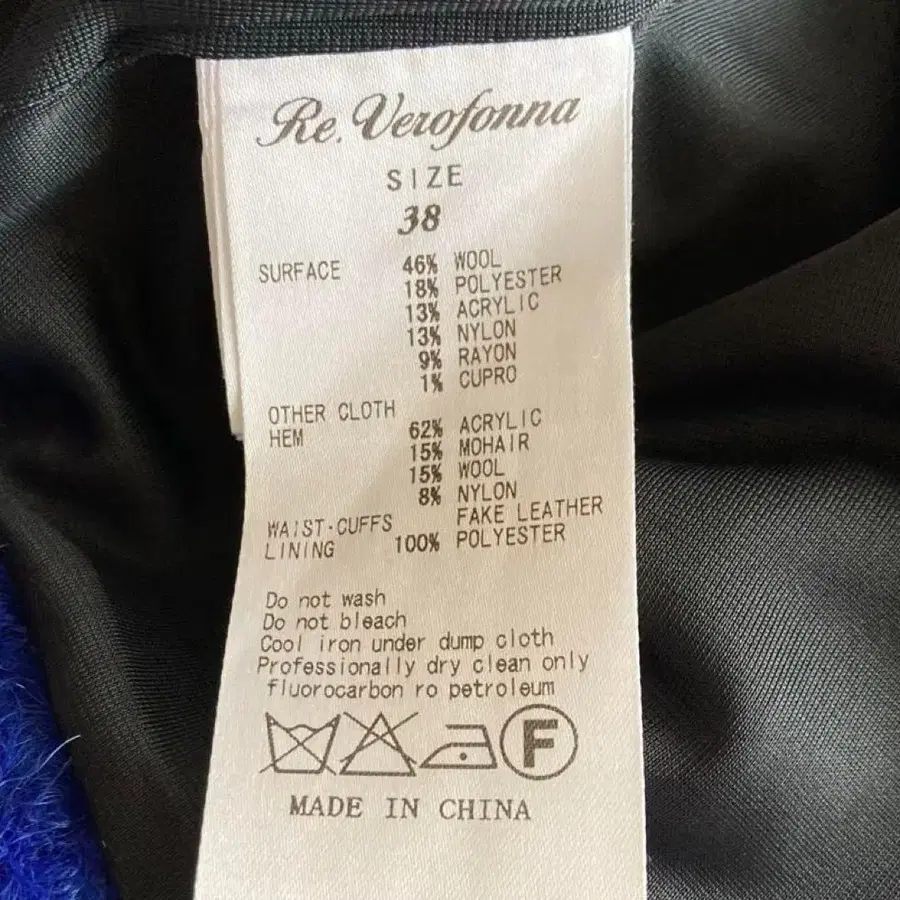 Re. Verofonna
SIZE
38
SURFACE 46% WOOL
18% POLYESTER
13% ACRYLIC
13% NYLON
9% RAYON
1% CUPRO
OTHER CLOTH
HEM 62% ACRYLIC
15% MOHAIR
15% WOOL
8% NYLON
WAIST·CUFFS FAKE LEATHER
LINING 100% POLYESTER
Do not wash
Do not bleach
Cool iron under dump cloth
Professionally dry clean only
fluorocarbon ro petroleum
F
MADE IN CHINA